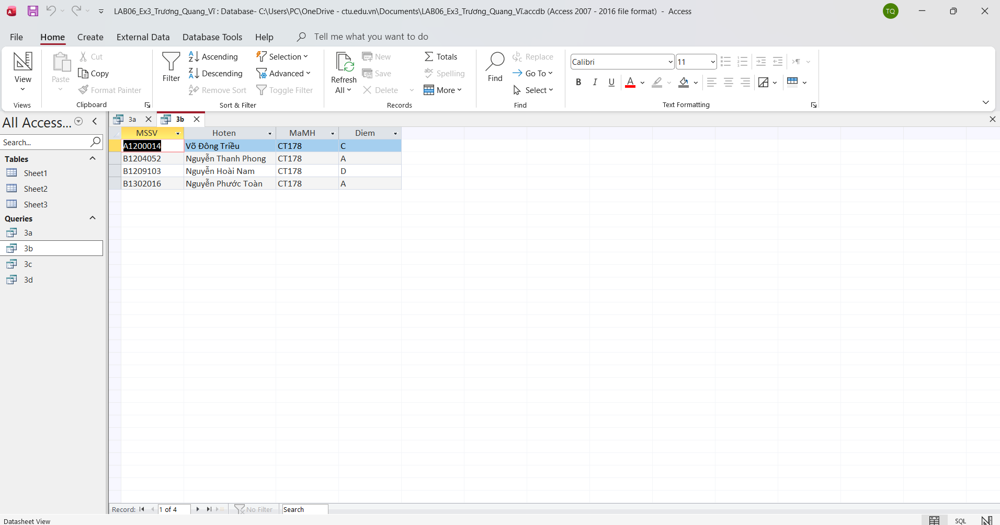 LAB06_Ex3_Trương_Quang_Vĩ : Database- C:\Users\PC\OneDrive - ctu.edu.vn\Documents\LAB06_Ex3_Trương_Quang_Vĩ.accdb (Access 2007 - 2016 file format) - Access
TQ
File Home Create External Data Database Tools Help Tell me what you want to do
View
Views
Paste
Cut
Copy
Format Painter
Clipboard
Filter
Ascending
Descending
Remove Sort
Selection
Advanced
Toggle Filter
Sort & Filter
Refresh
All
New
Save
Delete
Totals
Spelling
More
Records
Find
Replace
Go To
Select
Find
Calibri 11
B I U A
Text Formatting
All Access...
Search...
Tables
Sheet1
Sheet2
Sheet3
Queries
3a
3b
3c
3d
3a 3b
MSSV Hoten MaMH Diem
A1200014 Võ Đông Triều CT178 C
B1204052 Nguyễn Thanh Phong CT178 A
B1209103 Nguyễn Hoài Nam CT178 D
B1302016 Nguyễn Phước Toàn CT178 A
Record: 1 of 4 No Filter Search
Datasheet View SQL